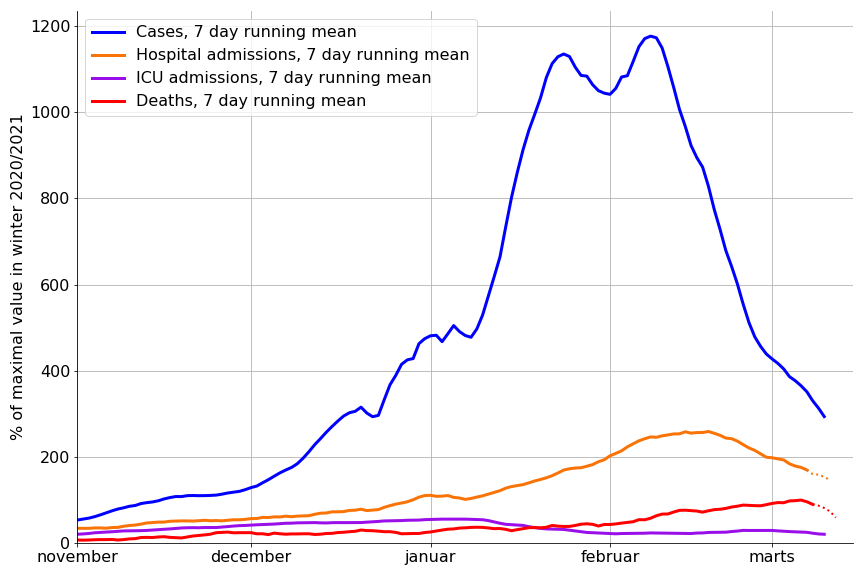 1200
1000
800
600
400
200
0
% of maximal value in winter 2020/2021
Cases, 7 day running mean
Hospital admissions, 7 day running mean
ICU admissions, 7 day running mean
Deaths, 7 day running mean
november
december
januar
februar
marts